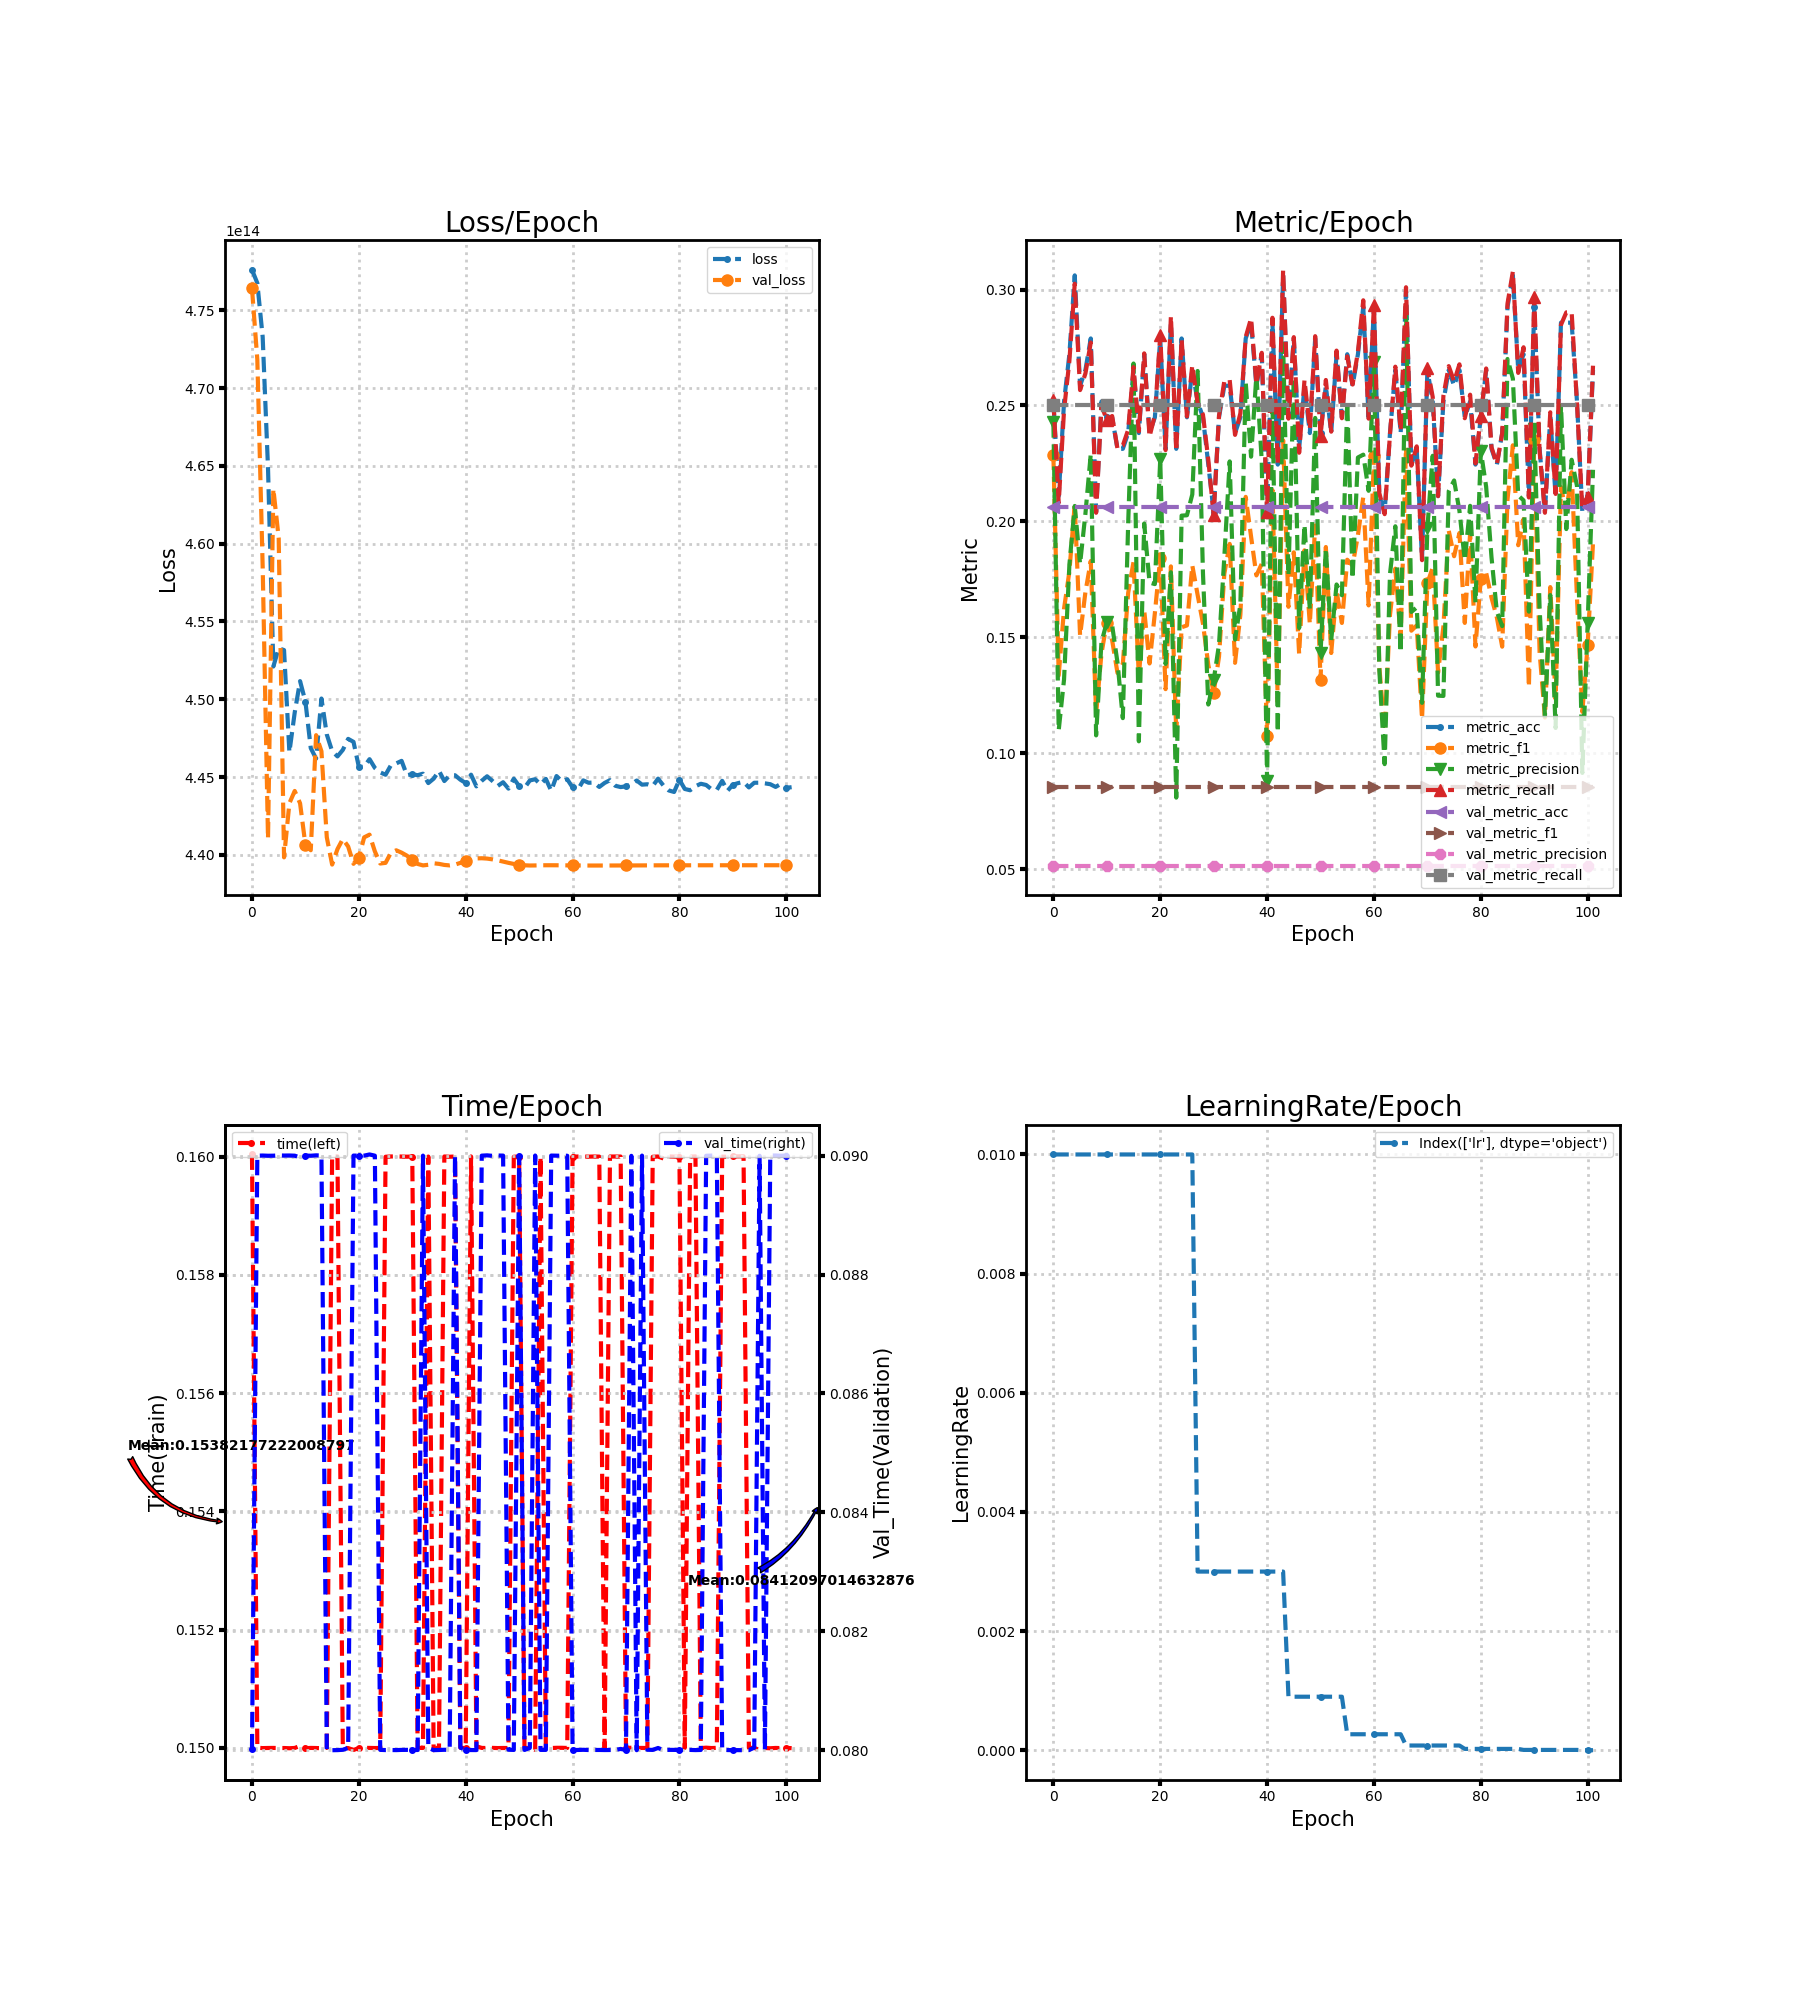 Loss/Epoch
1e14
loss
val_loss
4.75
4.70
4.65
4.60
4.55
4.50
4.45
4.40
Loss
0 20 40 60 80 100
Epoch
Metric/Epoch
0.30
0.25
0.20
0.15
0.10
0.05
Metric
metric_acc
metric_f1
metric_precision
metric_recall
val_metric_acc
val_metric_f1
val_metric_precision
val_metric_recall
0 20 40 60 80 100
Epoch
Time/Epoch
time(left)
val_time(right)
0.160
0.158
0.156
0.154
0.152
0.150
Time(Train)
Mean:0.15382177222008797
0.090
0.088
0.086
0.084
0.082
0.080
Val_Time(Validation)
Mean:0.08412097014632876
0 20 40 60 80 100
Epoch
LearningRate/Epoch
Index(['lr'], dtype='object')
0.010
0.008
0.006
0.004
0.002
0.000
LearningRate
0 20 40 60 80 100
Epoch